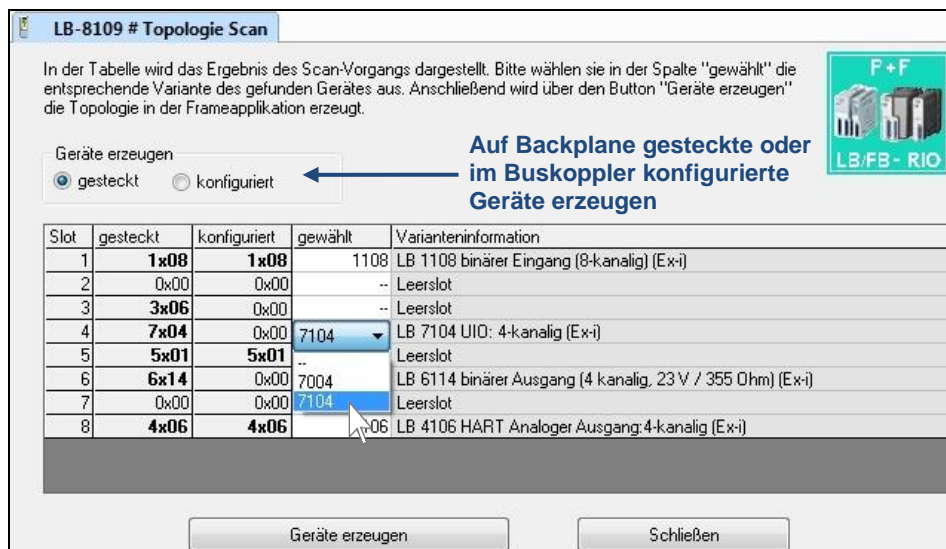 LB-8109 # Topologie Scan
In der Tabelle wird das Ergebnis des Scan-Vorgangs dargestellt. Bitte wählen sie in der Spalte "gewählt" die
entsprechende Variante des gefunden Gerätes aus. Anschließend wird über den Button "Geräte erzeugen"
die Topologie in der Frameapplikation erzeugt.
P+F
LB/FB- RIO
Geräte erzeugen
gesteckt konfiguriert
Auf Backplane gesteckte oder
im Buskoppler konfigurierte
Geräte erzeugen
Slot gesteckt konfiguriert gewählt Varianteninformation
1 1x08 1x08 1108 LB 1108 binärer Eingang (8-kanalig) (Ex-i)
2 0x00 0x00 -- Leerslot
3 3x06 0x00 -- Leerslot
4 7x04 0x00 7104 LB 7104 UIO: 4-kanalig (Ex-i)
5 5x01 5x01 -- Leerslot
6 6x14 0x00 7004 LB 6114 binärer Ausgang (4 kanalig, 23 V / 355 Ohm) (Ex-i)
7 0x00 0x00 7104 Leerslot
8 4x06 4x06 06 LB 4106 HART Analoger Ausgang:4-kanalig (Ex-i)
Geräte erzeugen Schließen